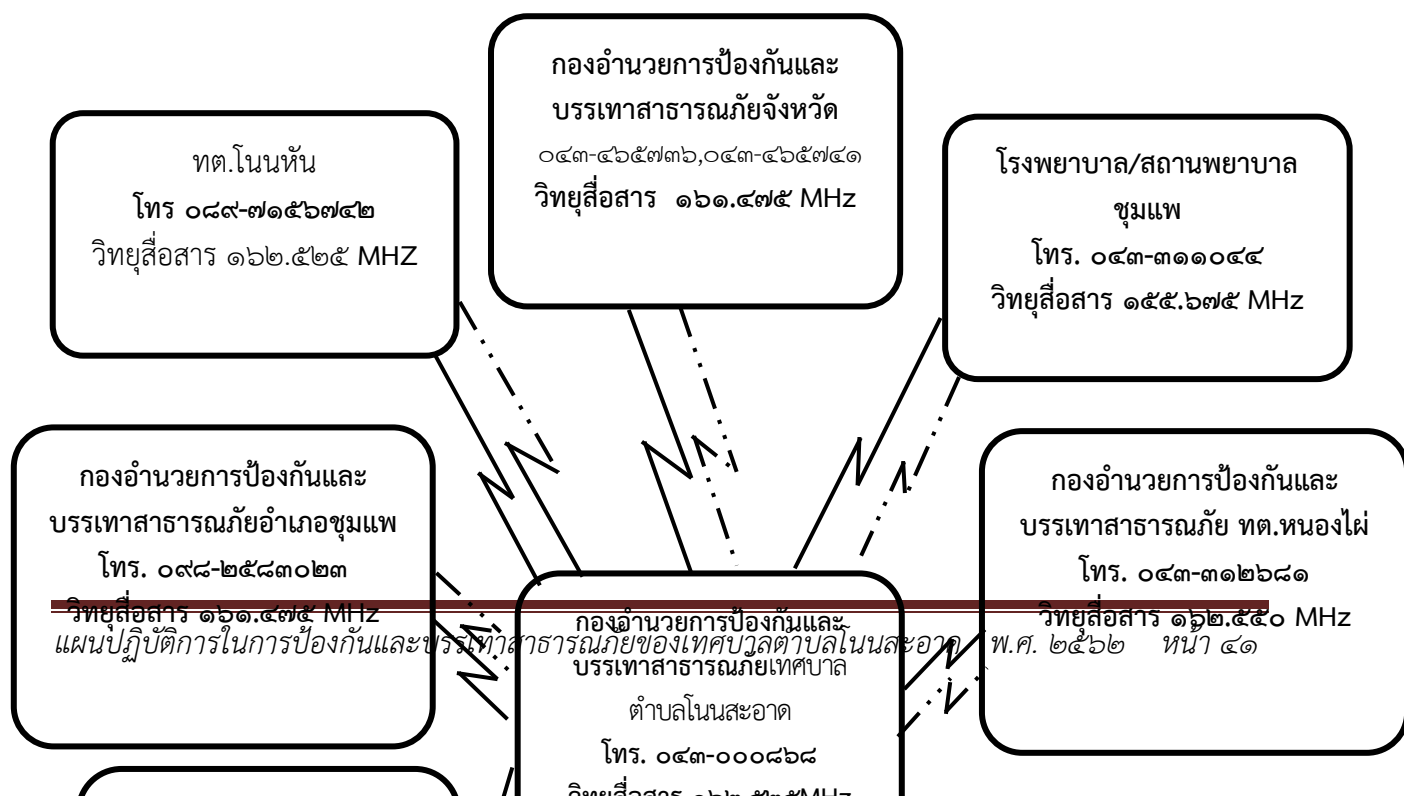 กองอำนวยการป้องกันและ
บรรเทาสาธารณภัยจังหวัด
๐๔๓-๔๖๕๗๓๖,๐๔๓-๔๖๕๗๔๑
วิทยุสื่อสาร ๑๖๑.๔๗๕ MHz
ทต.โนนหัน
โทร ๐๘๙-๗๑๕๖๗๔๒
วิทยุสื่อสาร ๑๖๒.๕๒๕ MHZ
โรงพยาบาล/สถานพยาบาล
ชุมแพ
โทร. ๐๔๓-๓๑๑๐๔๔
วิทยุสื่อสาร ๑๕๕.๖๗๕ MHz
กองอำนวยการป้องกันและ
บรรเทาสาธารณภัยอำเภอชุมแพ
โทร. ๐๙๘-๒๕๘๓๐๒๓
วิทยุสื่อสาร ๑๖๑.๔๗๕ MHz
กองอำนวยการป้องกันและ
บรรเทาสาธารณภัย ทต.หนองไผ่
โทร. ๐๔๓-๓๑๒๖๘๑
วิทยุสื่อสาร ๑๖๒.๕๕๐ MHz
กองอำนวยการป้องกันและ
บรรเทาสาธารณภัยเทศบาล
ตำบลโนนสะอาด
โทร. ๐๔๓-๐๐๐๘๖๘
แผนปฏิบัติการในการป้องกันและบรรเทาสาธารณภัยของเทศบาลตำบลโนนสะอาด พ.ศ. ๒๕๖๒ หน้า ๔๑